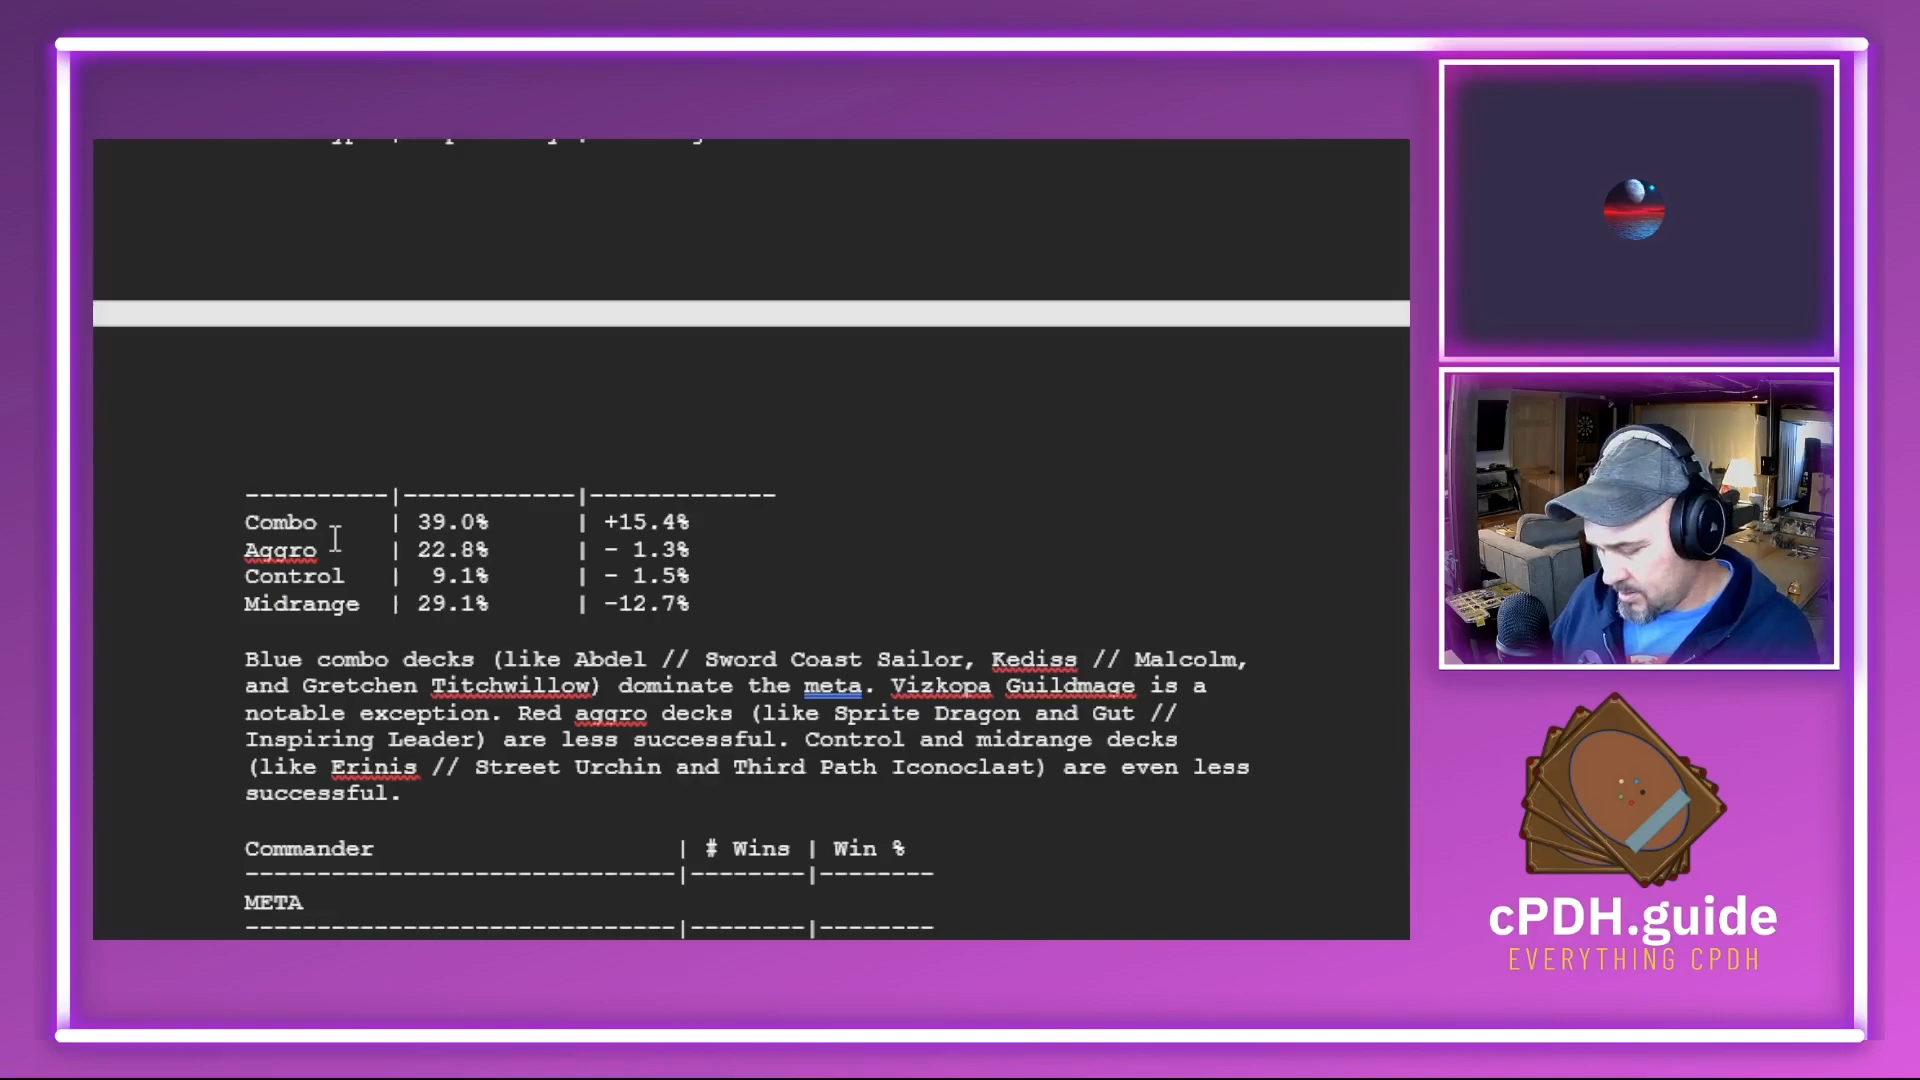 ----------|------------|-------------
Combo | 39.0% | +15.4%
Aggro | 22.8% | - 1.3%
Control | 9.1% | - 1.5%
Midrange | 29.1% | -12.7%
Blue combo decks (like Abdel // Sword Coast Sailor, Kediss // Malcolm,
and Gretchen Titchwillow) dominate the meta. Vizkopa Guildmage is a
notable exception. Red aggro decks (like Sprite Dragon and Gut //
Inspiring Leader) are less successful. Control and midrange decks
(like Erinis // Street Urchin and Third Path Iconoclast) are even less
successful.
Commander | # Wins | Win %
------------------------------|--------|--------
META
------------------------------|--------|--------
cPDH.guide
EVERYTHING CPDH